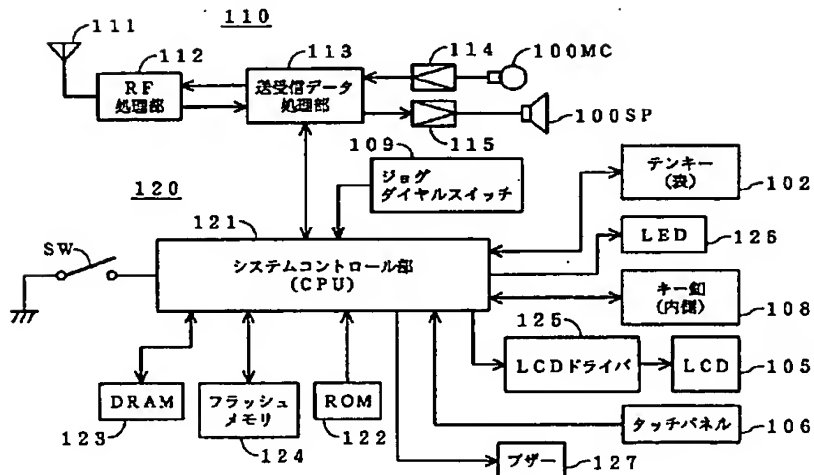 110
111
112
113
114
100MC
RF
処理部
送受信データ
処理部
115
100SP
109
ジョグ
ダイヤルスイッチ
テンキー
(表)
102
120
121
SW
システムコントロール部
(CPU)
LED
126
キー釦
(内側)
108
125
LCDドライバ
LCD
105
DRAM
フラッシュ
メモリ
ROM
タッチパネル
106
123
124
122
ブザー
127